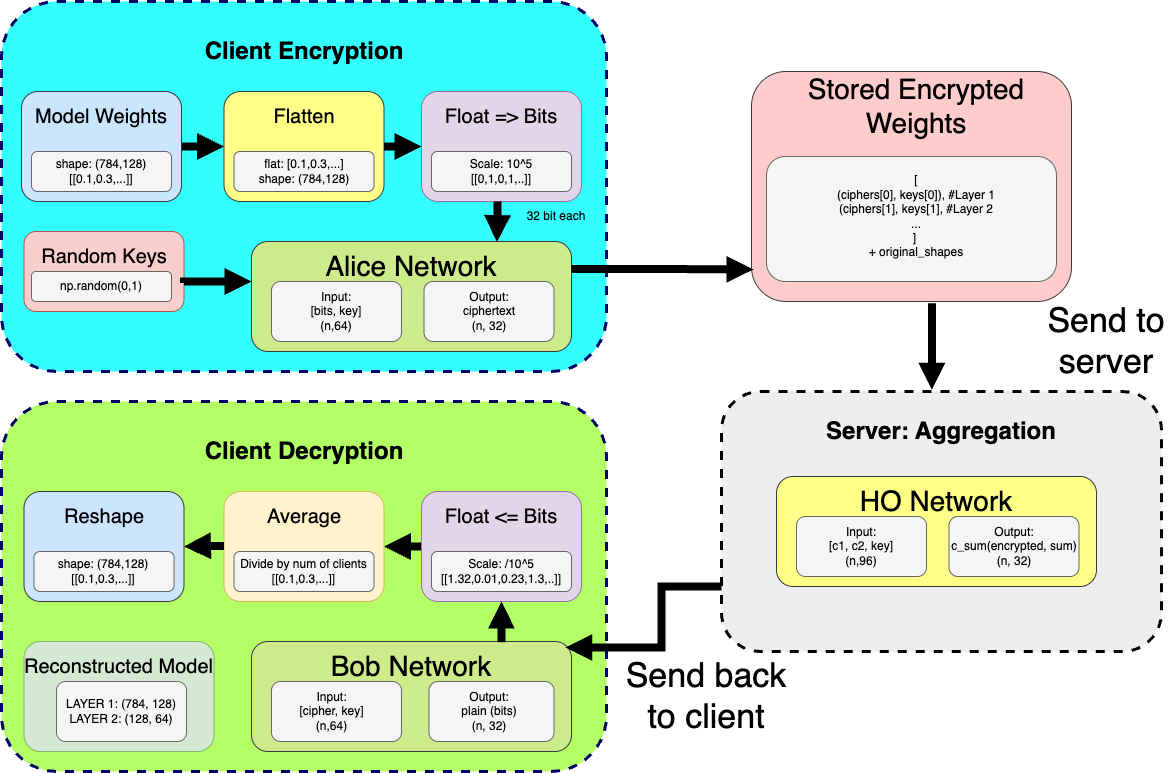 Client Encryption
Model Weights
shape: (784,128)
[[0.1,0.3,...]]
Flatten
flat: [0.1,0.3,...]
shape: (784,128)
Float => Bits
Scale: 10^5
[[0,1,0,1,..]]
32 bit each
Random Keys
np.random(0,1)
Alice Network
Input:
[bits, key]
(n,64)
Output:
ciphertext
(n, 32)
Stored Encrypted
Weights
[
(ciphers[0], keys[0]), #Layer 1
(ciphers[1], keys[1], #Layer 2
...
]
+ original_shapes
Send to
server
Server: Aggregation
HO Network
Input:
[c1, c2, key]
(n,96)
Output:
c_sum(encrypted, sum)
(n, 32)
Send back
to client
Client Decryption
Reshape
shape: (784,128)
[[0.1,0.3,...]]
Average
Divide by num of clients
[[0.1,0.3,...]]
Float <= Bits
Scale: /10^5
[[1.32,0.01,0.23,1.3,..]]
Reconstructed Model
LAYER 1: (784, 128)
LAYER 2: (128, 64)
Bob Network
Input:
[cipher, key]
(n,64)
Output:
plain (bits)
(n, 32)